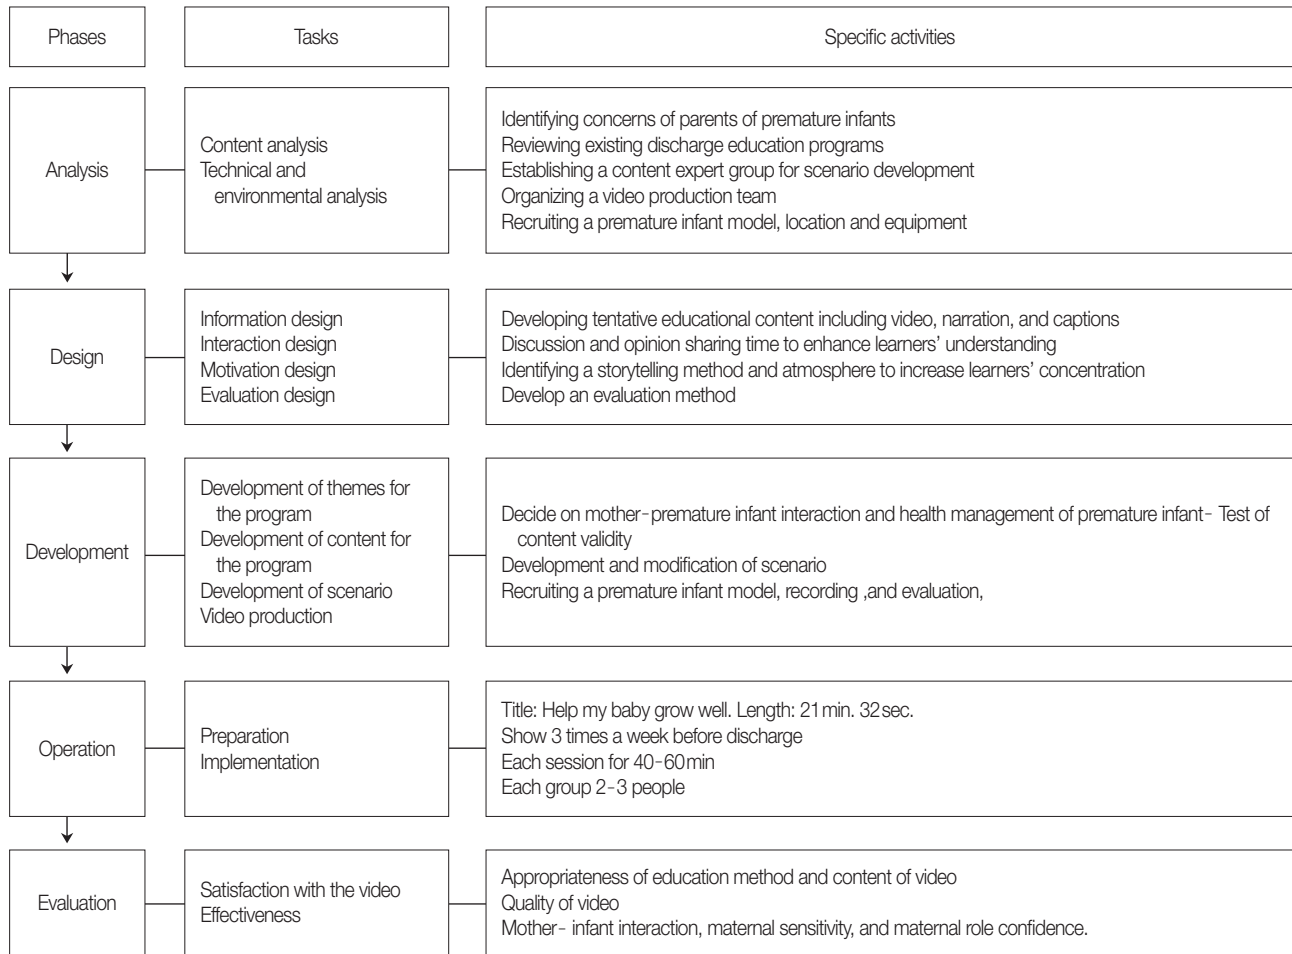 Phases
Tasks
Specific activities
Analysis
Content analysis
Technical and
environmental analysis
Identifying concerns of parents of premature infants
Reviewing existing discharge education programs
Establishing a content expert group for scenario development
Organizing a video production team
Recruiting a premature infant model, location and equipment
Design
Information design
Interaction design
Motivation design
Evaluation design
Developing tentative educational content including video, narration, and captions
Discussion and opinion sharing time to enhance learners’ understanding
Identifying a storytelling method and atmosphere to increase learners’ concentration
Develop an evaluation method
Development
Development of themes for
the program
Development of content for
the program
Development of scenario
Video production
Decide on mother-premature infant interaction and health management of premature infant- Test of
content validity
Development and modification of scenario
Recruiting a premature infant model, recording ,and evaluation,
Operation
Preparation
Implementation
Title: Help my baby grow well. Length: 21 min. 32 sec.
Show 3 times a week before discharge
Each session for 40-60 min
Each group 2-3 people
Evaluation
Satisfaction with the video
Effectiveness
Appropriateness of education method and content of video
Quality of video
Mother- infant interaction, maternal sensitivity, and maternal role confidence.